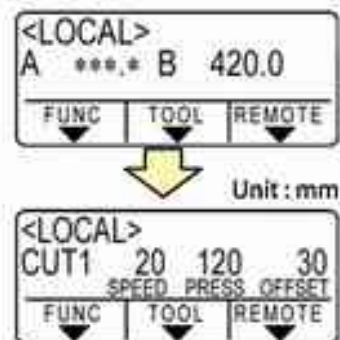 <LOCAL>
A ***.* B 420.0
FUNC TOOL REMOTE
Unit : mm
<LOCAL>
CUT1 20 120 30
SPEED PRESS OFFSET
FUNC TOOL REMOTE